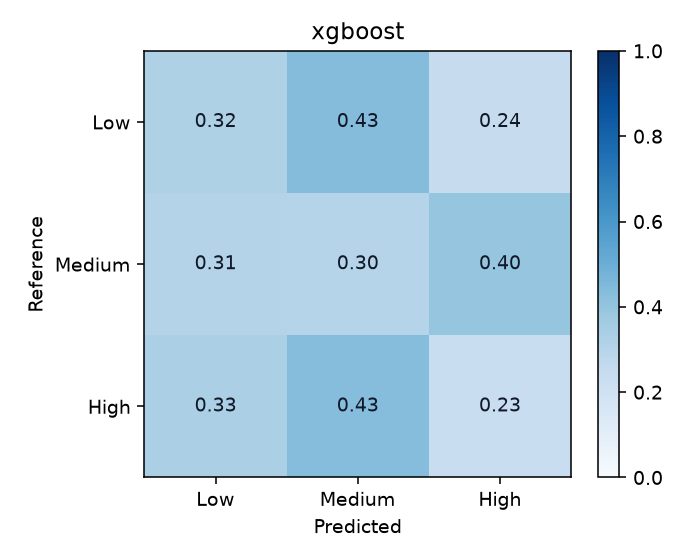 xgboost
1.0
Low 0.32 0.43 0.24
0.8
0.6
Reference
Medium 0.31 0.30 0.40
0.4
High 0.33 0.43 0.23
0.2
0.0
Low Medium High
Predicted